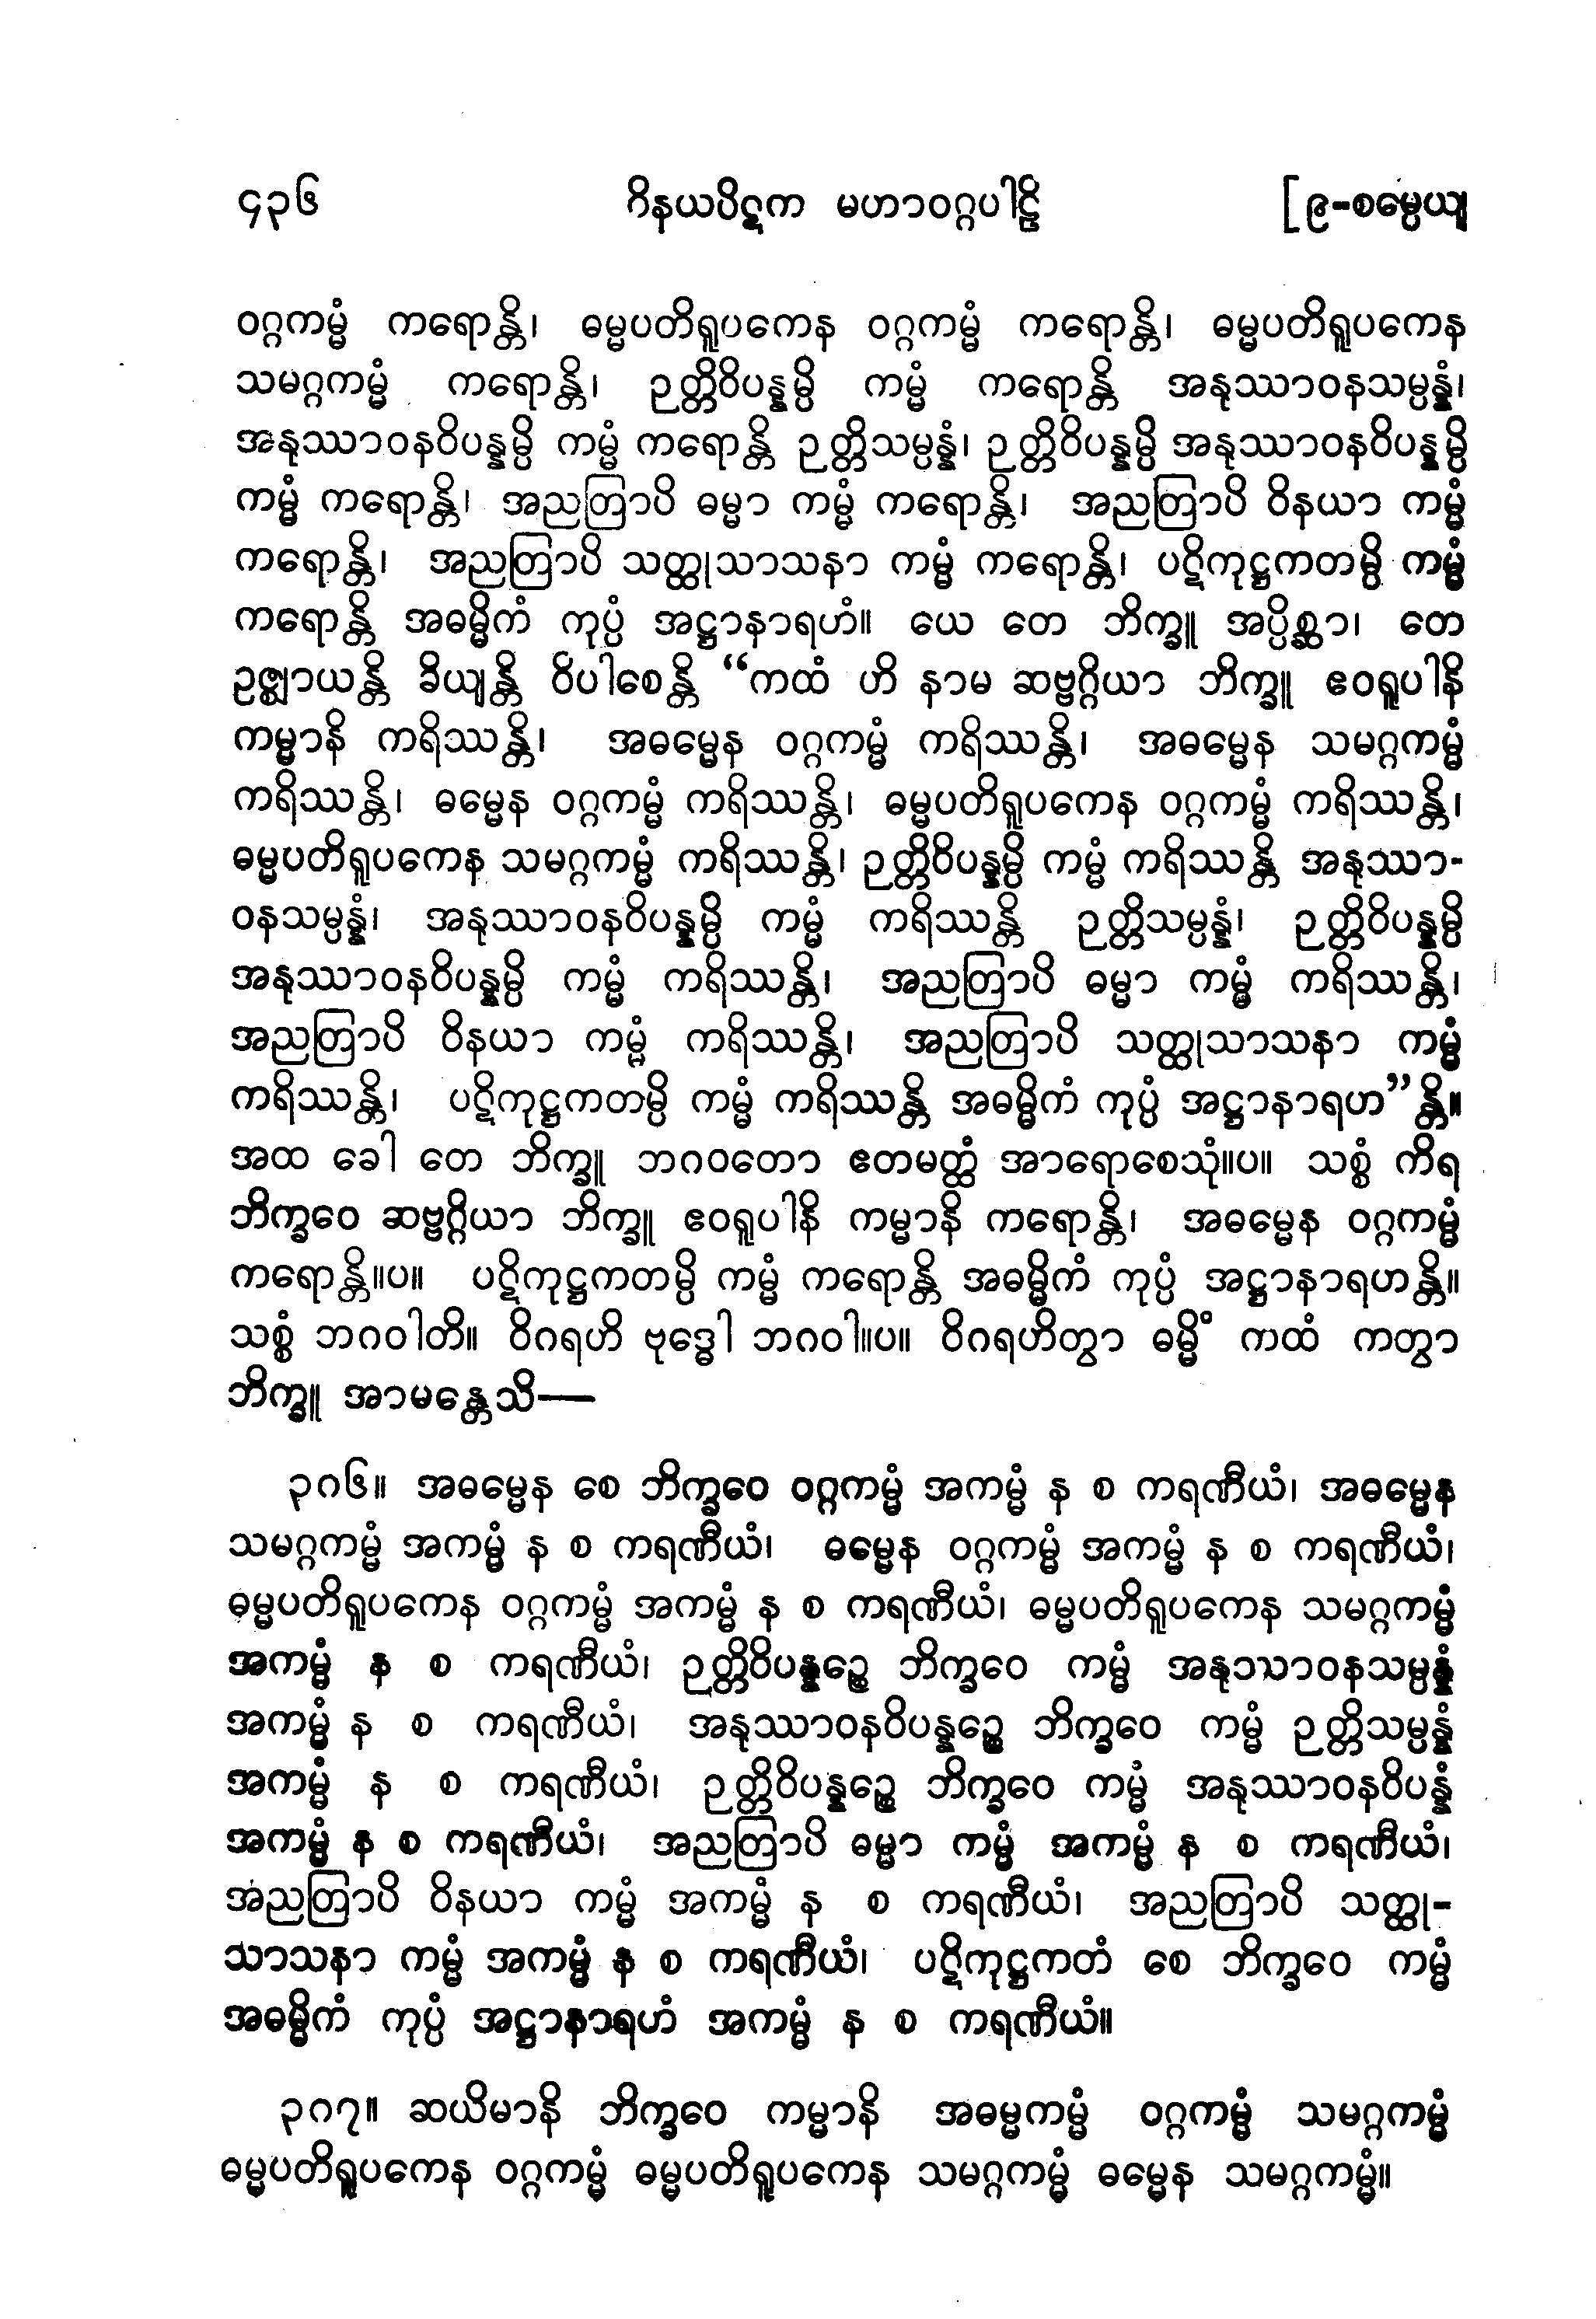 ၄၃၆ ဝိနယပိဋက မဟာဝဂ္ဂပါဠိ [ ၉-စမ္ပေယျ
ဝဂ္ဂကမ္မံ ကရောန္တိ၊ ဓမ္မပတိရူပကေန ဝဂ္ဂကမ္မံ ကရောန္တိ၊ ဓမ္မပတိရူပကေန
သမဂ္ဂကမ္မံ ကရောန္တိ၊ ဉတ္တိဝိပန္နမ္ပိ ကမ္မံ ကရောန္တိ အနုဿာဝနသမ္ပန္နံ၊
အနုဿာဝနဝိပန္နမ္ပိ ကမ္မံ ကရောန္တိ ဉတ္တိသမ္ပန္နံ၊ ဉတ္တိဝိပန္နမ္ပိ အနုဿာဝနဝိပန္နမ္ပိ
ကမ္မံ ကရောန္တိ၊ အညတြာပိ ဓမ္မာ ကမ္မံ ကရောန္တိ၊ အညတြာပိ ဝိနယာ ကမ္မံ
ကရောန္တိ၊ အညတြာပိ သတ္ထုသာသနာ ကမ္မံ ကရောန္တိ၊ ပဋိကုဋ္ဌကတမ္ပိ ကမ္မံ
ကရောန္တိ အဓမ္မိကံ ကုပ္ပံ အဋ္ဌာနာရဟံ။ ယေ တေ ဘိက္ခူ အပ္ပိစ္ဆာ၊ တေ
ဥဇ္ဈာယန္တိ ခိယျန္တိ ဝိပါစေန္တိ “ကထံ ဟိ နာမ ဆဗ္ဗဂ္ဂိယာ ဘိက္ခူ ဧဝရူပါနိ
ကမ္မာနိ ကရိဿန္တိ၊ အဓမ္မေန ဝဂ္ဂကမ္မံ ကရိဿန္တိ၊ အဓမ္မေန သမဂ္ဂကမ္မံ
ကရိဿန္တိ၊ ဓမ္မေန ဝဂ္ဂကမ္မံ ကရိဿန္တိ၊ ဓမ္မပတိရူပကေန ဝဂ္ဂကမ္မံ ကရိဿန္တိ၊
ဓမ္မပတိရူပကေန သမဂ္ဂကမ္မံ ကရိဿန္တိ၊ ဉတ္တိဝိပန္နမ္ပိ ကမ္မံ ကရိဿန္တိ အနုဿာ-
ဝနသမ္ပန္နံ၊ အနုဿာဝနဝိပန္နမ္ပိ ကမ္မံ ကရိဿန္တိ ဉတ္တိသမ္ပန္နံ၊ ဉတ္တိဝိပန္နမ္ပိ
အနုဿာဝနဝိပန္နမ္ပိ ကမ္မံ ကရိဿန္တိ၊ အညတြာပိ ဓမ္မာ ကမ္မံ ကရိဿန္တိ၊
အညတြာပိ ဝိနယာ ကမ္မံ ကရိဿန္တိ၊ အညတြာပိ သတ္ထုသာသနာ ကမ္မံ
ကရိဿန္တိ၊ ပဋိကုဋ္ဌကတမ္ပိ ကမ္မံ ကရိဿန္တိ အဓမ္မိကံ ကုပ္ပံ အဋ္ဌာနာရဟ”န္တိ။
အထ ခေါ တေ ဘိက္ခူ ဘဂဝတော ဧတမတ္ထံ အာရောစေသုံ။ပ။ သစ္စံ ကိရ
ဘိက္ခဝေ ဆဗ္ဗဂ္ဂိယာ ဘိက္ခူ ဧဝရူပါနိ ကမ္မာနိ ကရောန္တိ၊ အဓမ္မေန ဝဂ္ဂကမ္မံ
ကရောန္တိ။ပ။ ပဋိကုဋ္ဌကတမ္ပိ ကမ္မံ ကရောန္တိ အဓမ္မိကံ ကုပ္ပံ အဋ္ဌာနာရဟန္တိ။
သစ္စံ ဘဂဝါတိ။ ဝိဂရဟိ ဗုဒ္ဓေါ ဘဂဝါ။ပ။ ဝိဂရဟိတွာ ဓမ္မိံ ကထံ ကတွာ
ဘိက္ခူ အာမန္တေသိ—
၃၈၆။ အဓမ္မေန စေ ဘိက္ခဝေ ဝဂ္ဂကမ္မံ အကမ္မံ န စ ကရဏီယံ၊ အဓမ္မေန
သမဂ္ဂကမ္မံ အကမ္မံ န စ ကရဏီယံ၊ ဓမ္မေန ဝဂ္ဂကမ္မံ အကမ္မံ န စ ကရဏီယံ၊
ဓမ္မပတိရူပကေန ဝဂ္ဂကမ္မံ အကမ္မံ န စ ကရဏီယံ၊ ဓမ္မပတိရူပကေန သမဂ္ဂကမ္မံ
အကမ္မံ န စ ကရဏီယံ၊ ဉတ္တိဝိပန္နဉ္စေ ဘိက္ခဝေ ကမ္မံ အနုဿာဝနသမ္ပန္နံ
အကမ္မံ န စ ကရဏီယံ၊ အနုဿာဝနဝိပန္နဉ္စေ ဘိက္ခဝေ ကမ္မံ ဉတ္တိသမ္ပန္နံ
အကမ္မံ န စ ကရဏီယံ၊ ဉတ္တိဝိပန္နဉ္စေ ဘိက္ခဝေ ကမ္မံ အနုဿာဝနဝိပန္နံ
အကမ္မံ န စ ကရဏီယံ၊ အညတြာပိ ဓမ္မာ ကမ္မံ အကမ္မံ န စ ကရဏီယံ၊
အညတြာပိ ဝိနယာ ကမ္မံ အကမ္မံ န စ ကရဏီယံ၊ အညတြာပိ သတ္ထု-
သာသနာ ကမ္မံ အကမ္မံ န စ ကရဏီယံ၊ ပဋိကုဋ္ဌကတံ စေ ဘိက္ခဝေ ကမ္မံ
အဓမ္မိကံ ကုပ္ပံ အဋ္ဌာနာရဟံ အကမ္မံ န စ ကရဏီယံ။
၃၈၇။ ဆယိမာနိ ဘိက္ခဝေ ကမ္မာနိ အဓမ္မကမ္မံ ဝဂ္ဂကမ္မံ သမဂ္ဂကမ္မံ
ဓမ္မပတိရူပကေန ဝဂ္ဂကမ္မံ ဓမ္မပတိရူပကေန သမဂ္ဂကမ္မံ ဓမ္မေန သမဂ္ဂကမ္မံ။